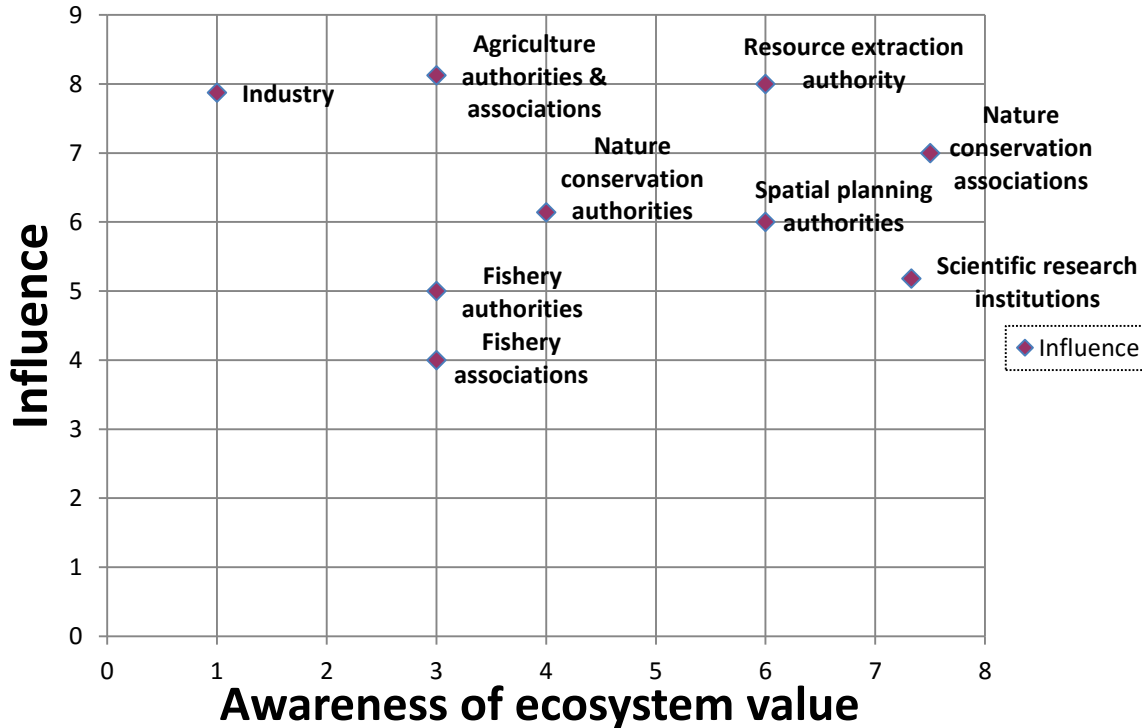 9
8
7
6
5
4
3
2
1
0
Influence
Agriculture
authorities &
associations
Resource extraction
authority
Industry
Nature
conservation
associations
Nature
conservation
authorities
Spatial planning
authorities
Scientific research
institutions
Fishery
authorities
Fishery
associations
Influence
0 1 2 3 4 5 6 7 8
Awareness of ecosystem value